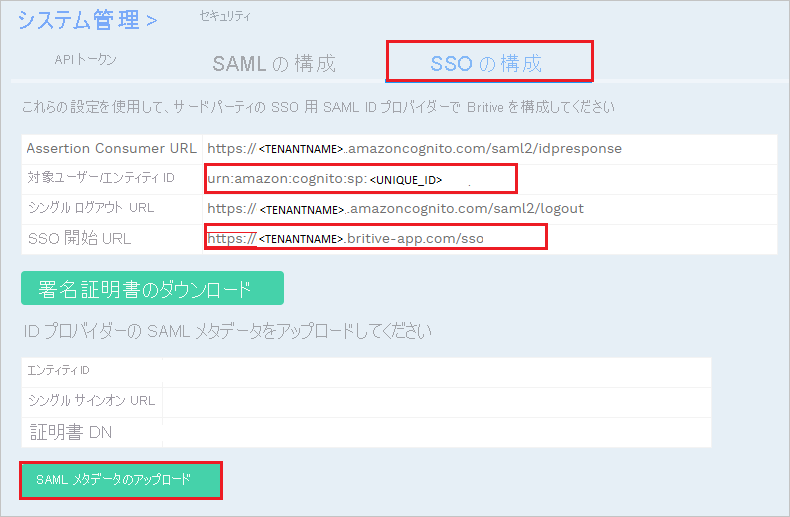 システム管理 > セキュリティ
API トークン SAML の構成 SSO の構成
これらの設定を使用して、サードパーティの SSO 用 SAML ID プロバイダーで Britive を構成してください
Assertion Consumer URL https:// <TENANTNAME>..amazoncognito.com/saml2/idpresponse
対象ユーザー/エンティティ ID urn:amazon:cognito:sp: <UNIQUE_ID>
シングル ログアウト URL https:// <TENANTNAME>..amazoncognito.com/saml2/logout
SSO 開始 URL https:// <TENANTNAME>.britive-app.com/sso
署名証明書のダウンロード
ID プロバイダーの SAML メタデータをアップロードしてください
エンティティ ID
シングル サインオン URL
証明書 DN
SAML メタデータのアップロード